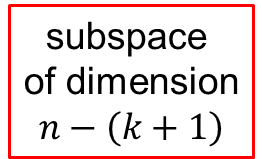 subspace
of dimension
n − (k + 1)